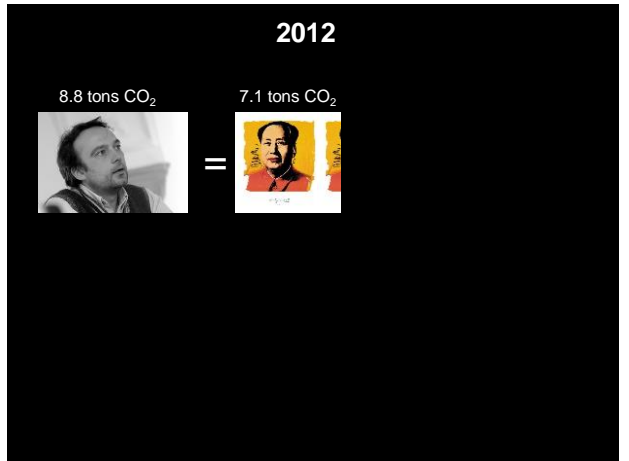 2012
8.8 tons CO₂
7.1 tons CO₂
=